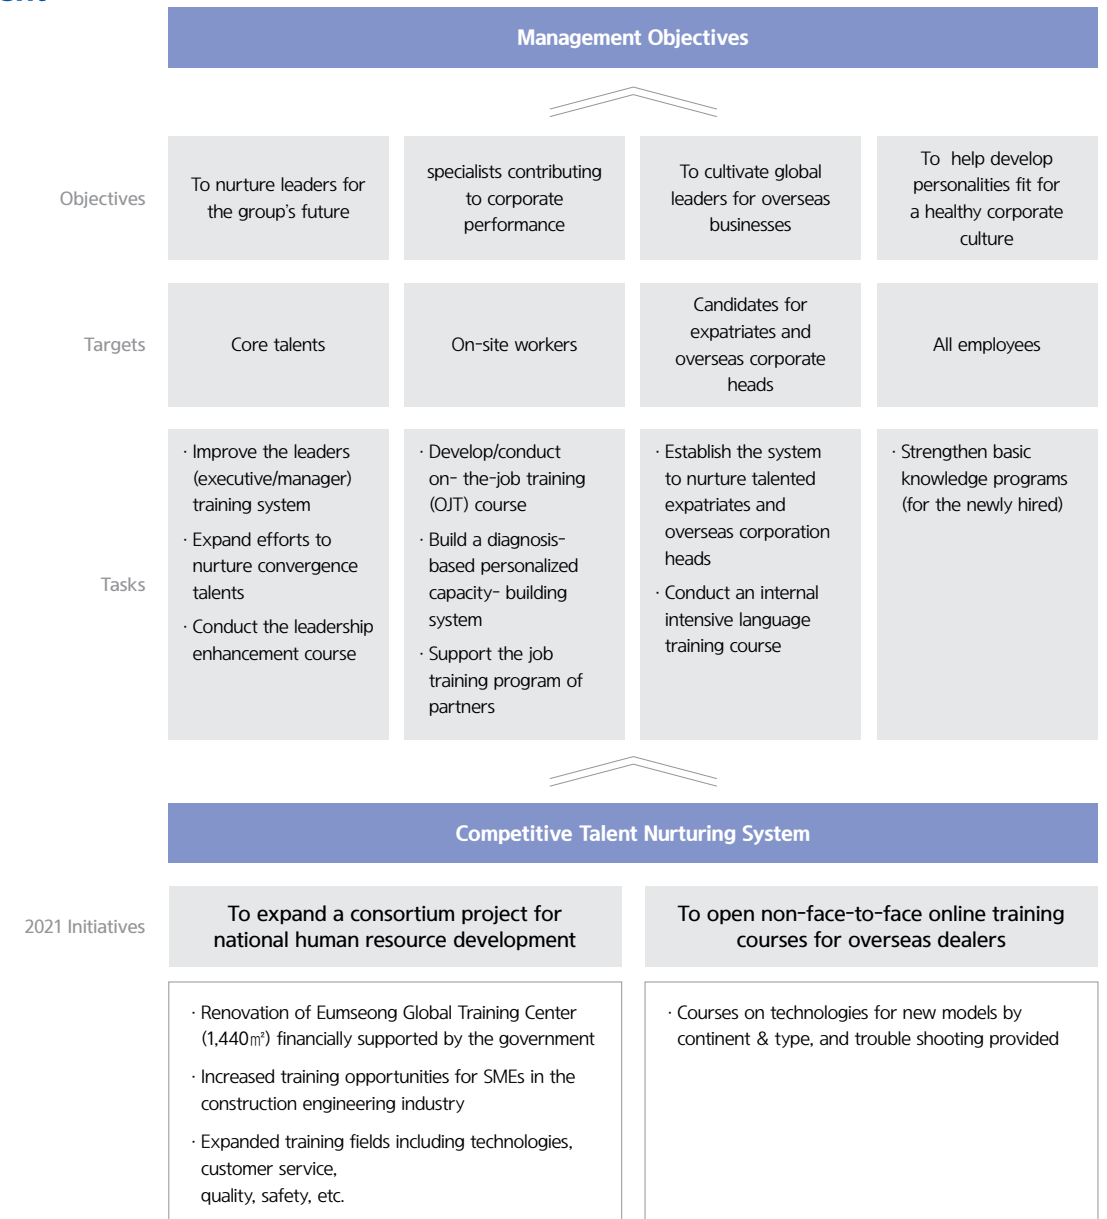 Management Objectives
Objectives
To nurture leaders for
the group's future
specialists contributing
to corporate
performance
To cultivate global
leaders for overseas
businesses
To help develop
personalities fit for
a healthy corporate
culture
Targets
Core talents
On-site workers
Candidates for
expatriates and
overseas corporate
heads
All employees
Tasks
· Improve the leaders
(executive/manager)
training system
· Expand efforts to
nurture convergence
talents
· Conduct the leadership
enhancement course
· Develop/conduct
on- the-job training
(OJT) course
· Build a diagnosis-
based personalized
capacity- building
system
· Support the job
training program of
partners
· Establish the system
to nurture talented
expatriates and
overseas corporation
heads
· Conduct an internal
intensive language
training course
· Strengthen basic
knowledge programs
(for the newly hired)
Competitive Talent Nurturing System
2021 Initiatives
To expand a consortium project for
national human resource development
To open non-face-to-face online training
courses for overseas dealers
· Renovation of Eumseong Global Training Center
(1,440㎡) financially supported by the government
· Increased training opportunities for SMEs in the
construction engineering industry
· Expanded training fields including technologies,
customer service,
quality, safety, etc.
· Courses on technologies for new models by
continent & type, and trouble shooting provided